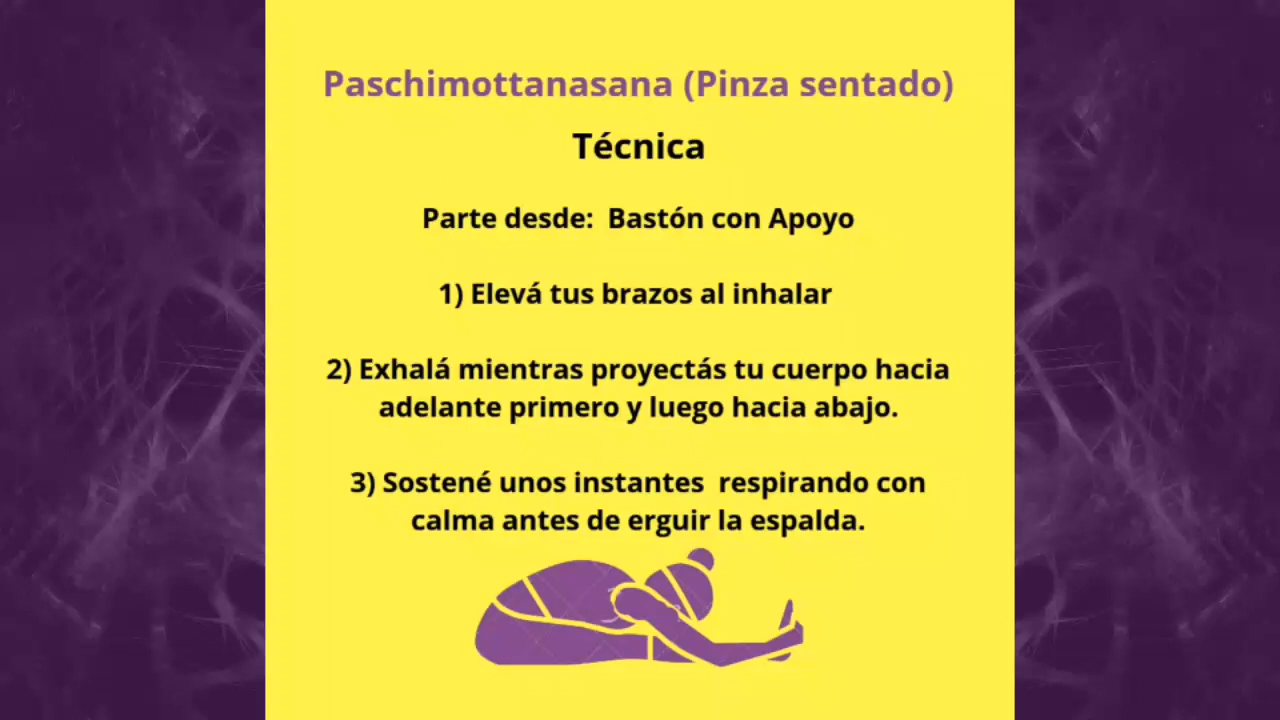 Paschimottanasana (Pinza sentado)
Técnica
Parte desde:  Bastón con Apoyo
1) Elevá tus brazos al inhalar
2) Exhalá mientras proyectás tu cuerpo hacia
adelante primero y luego hacia abajo.
3) Sostené unos instantes  respirando con
calma antes de erguir la espalda.